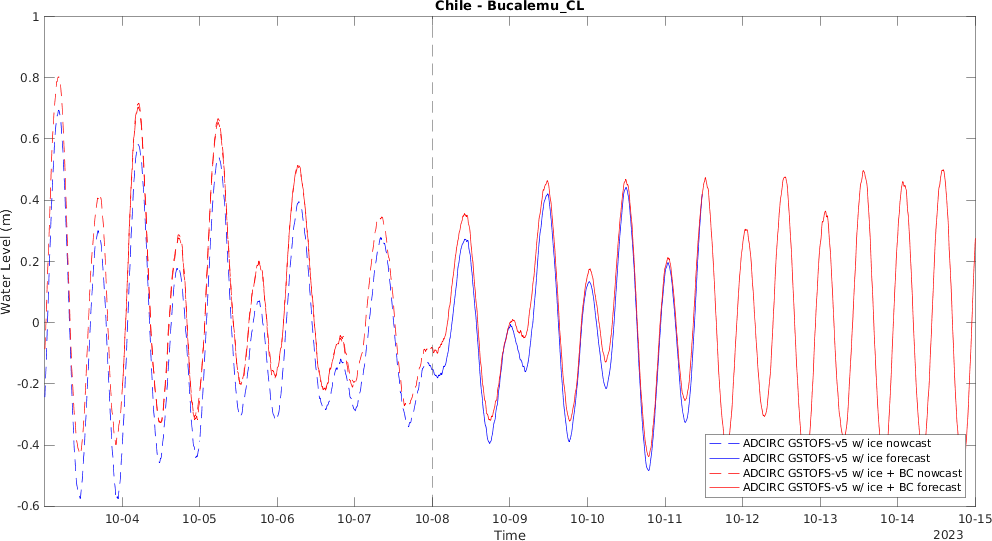 Chile - Bucalemu_CL
Water Level (m)
1
0.8
0.6
0.4
0.2
0
-0.2
-0.4
-0.6
ADCIRC GSTOFS-v5 w/ ice nowcast
ADCIRC GSTOFS-v5 w/ ice forecast
ADCIRC GSTOFS-v5 w/ ice + BC nowcast
ADCIRC GSTOFS-v5 w/ ice + BC forecast
10-04 10-05 10-06 10-07 10-08 10-09 10-10 10-11 10-12 10-13 10-14 10-15
Time
2023